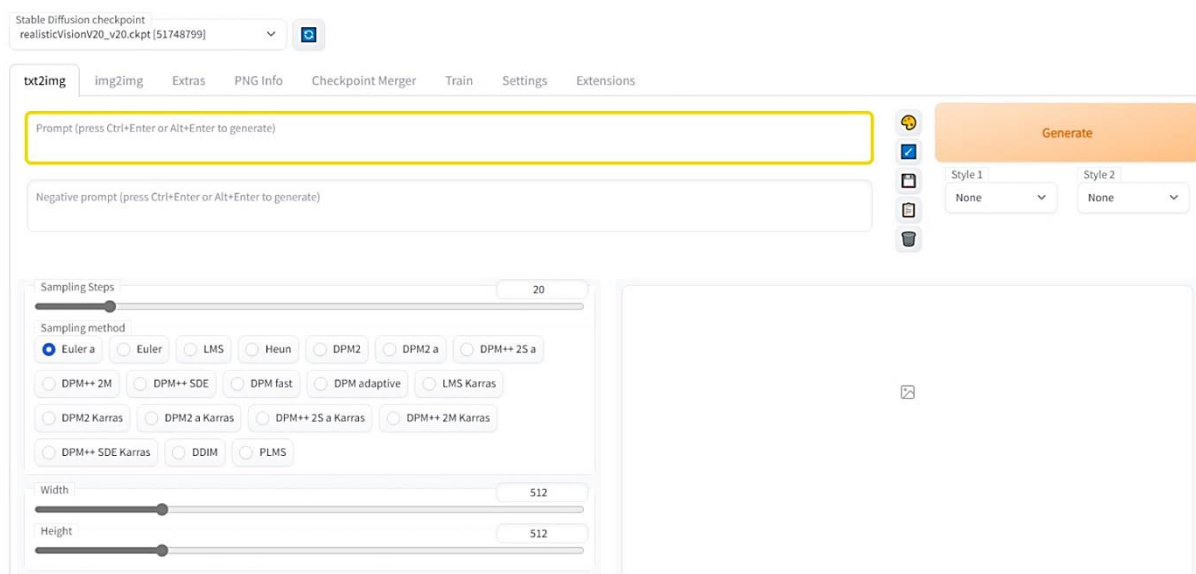 Stable Diffusion checkpoint
realisticVisionV20_v20.ckpt [51748799]
txt2img img2img Extras PNG Info Checkpoint Merger Train Settings Extensions
Prompt (press Ctrl+Enter or Alt+Enter to generate)
Generate
Negative prompt (press Ctrl+Enter or Alt+Enter to generate)
Style 1 Style 2
None None
Sampling Steps 20
Sampling method
Euler a Euler LMS Heun DPM2 DPM2 a DPM++ 2S a
DPM++ 2M DPM++ SDE DPM fast DPM adaptive LMS Karras
DPM2 Karras DPM2 a Karras DPM++ 2S a Karras DPM++ 2M Karras
DPM++ SDE Karras DDIM PLMS
Width 512
Height 512